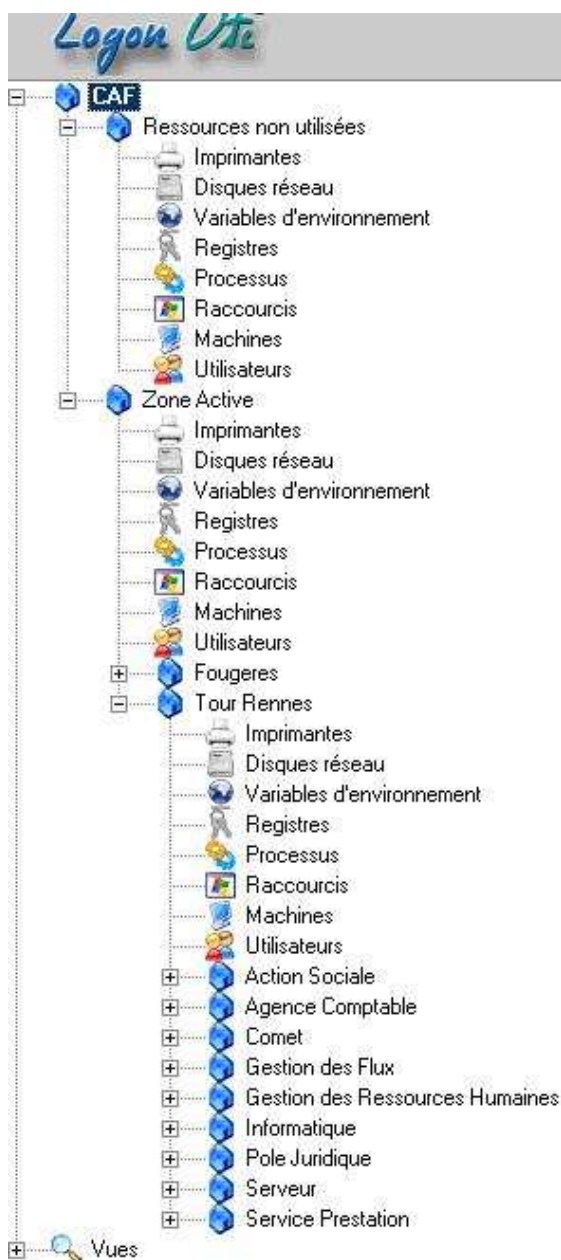 Logon Utc
CAF
Ressources non utilisées
Imprimantes
Disques réseau
Variables d'environnement
Registres
Processus
Raccourcis
Machines
Utilisateurs
Zone Active
Imprimantes
Disques réseau
Variables d'environnement
Registres
Processus
Raccourcis
Machines
Utilisateurs
Fougeres
Tour Rennes
Imprimantes
Disques réseau
Variables d'environnement
Registres
Processus
Raccourcis
Machines
Utilisateurs
Action Sociale
Agence Comptable
Comet
Gestion des Flux
Gestion des Ressources Humaines
Informatique
Pole Juridique
Serveur
Service Prestation
Vues